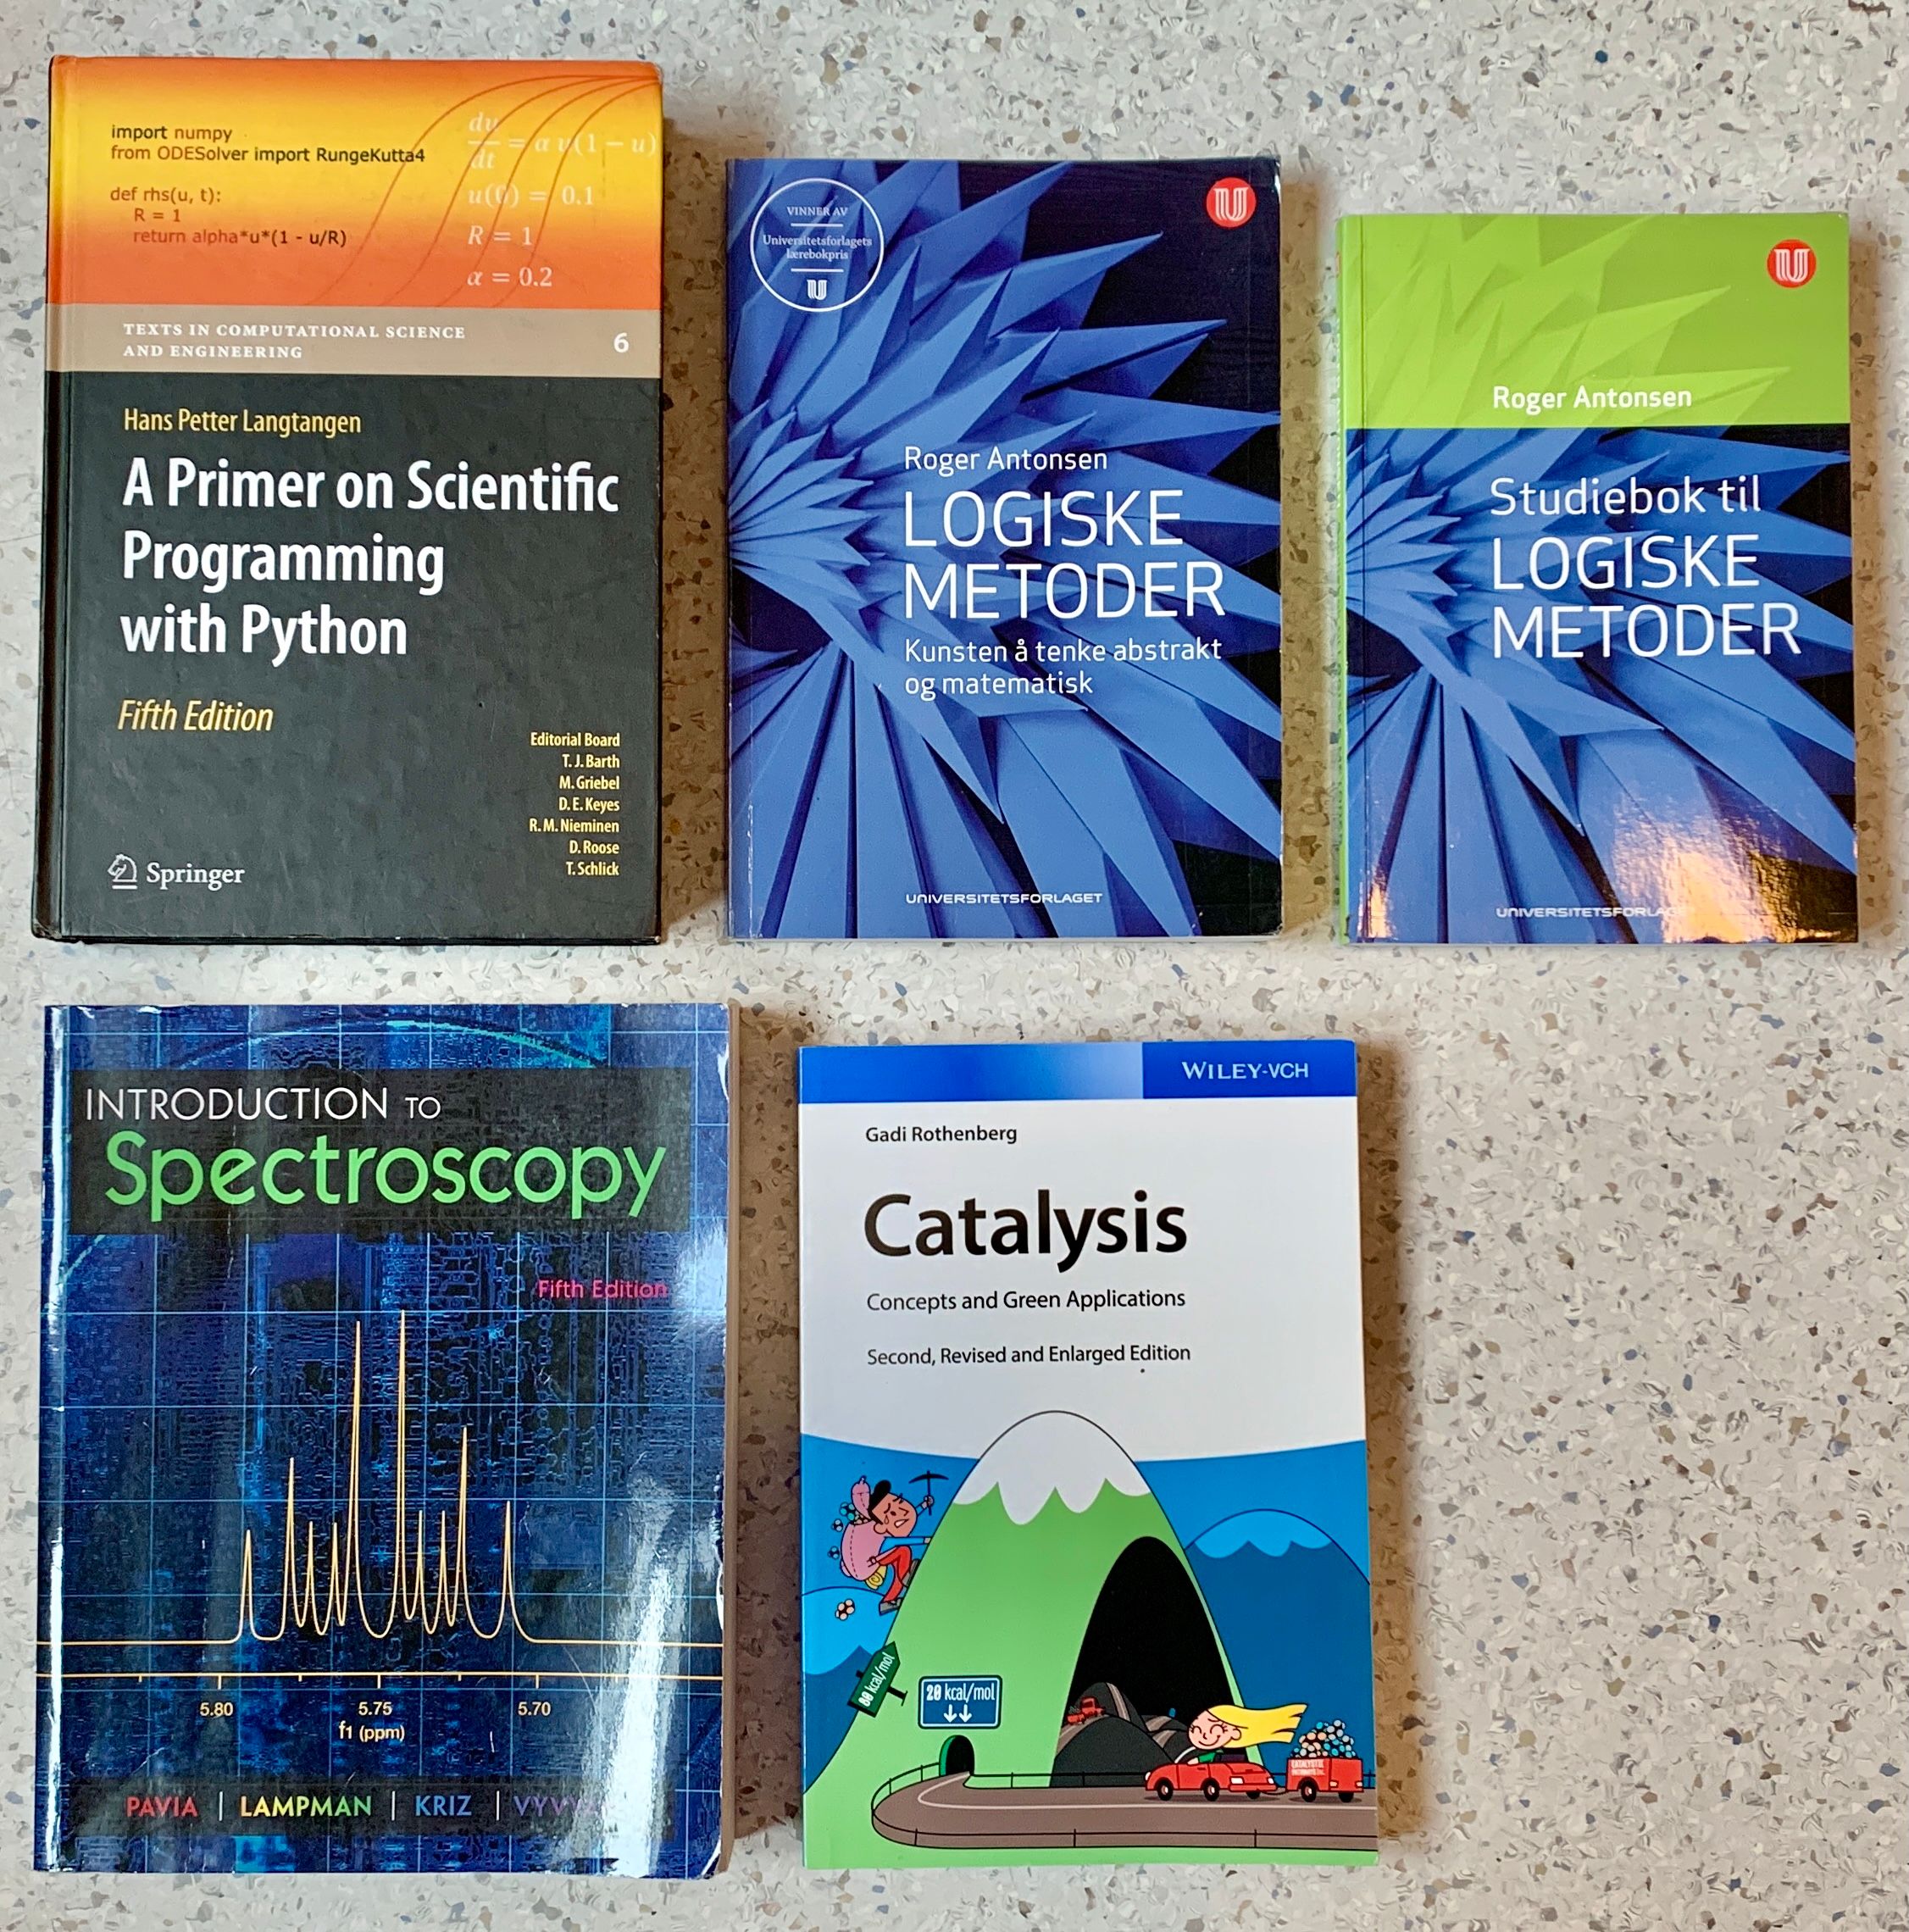 import numpy
from ODESolver import RungeKutta4
def rhs(u, t):
R = 1
return alpha*u*(1 - u/R)
du
dt
= α u(1 − u)
u(0) = 0.1
R = 1
α = 0.2
TEXTS IN COMPUTATIONAL SCIENCE
AND ENGINEERING
6
Hans Petter Langtangen
A Primer on Scientific
Programming
with Python
Fifth Edition
Editorial Board
T. J. Barth
M. Griebel
D. E. Keyes
R. M. Nieminen
D. Roose
T. Schlick
Springer
VINNER AV
Universitetsforlagets
lærebokpris
U
U
Roger Antonsen
LOGISKE
METODER
Kunsten å tenke abstrakt
og matematisk
UNIVERSITETSFORLAGET
U
Roger Antonsen
Studiebok til
LOGISKE
METODER
INTRODUCTION TO
Spectroscopy
Fifth Edition
5.80 5.75 5.70
f1 (ppm)
PAVIA | LAMPMAN | KRIZ |
WILEY-VCH
Gadi Rothenberg
Catalysis
Concepts and Green Applications
Second, Revised and Enlarged Edition
80 kcal/mol
20 kcal/mol